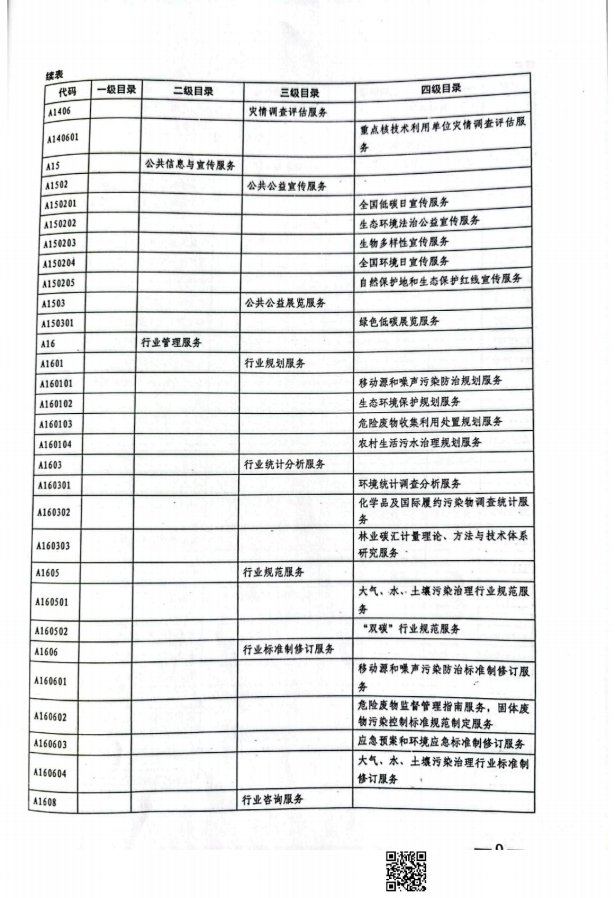 续表
代码 一级目录 二级目录 三级目录 四级目录
A1406 灾情调查评估服务
A140601 重点核技术利用单位灾情调查评估服
务
A15 公共信息与宣传服务
A1502 公共公益宣传服务
A150201 全国低碳日宣传服务
A150202 生态环境法治公益宣传服务
A150203 生物多样性宣传服务
A150204 全国环境日宣传服务
A150205 自然保护地和生态保护红线宣传服务
A1503 公共公益展览服务
A150301 绿色低碳展览服务
A16 行业管理服务
A1601 行业规划服务
A160101 移动源和噪声污染防治规划服务
A160102 生态环境保护规划服务
A160103 危险废物收集利用处置规划服务
A160104 农村生活污水治理规划服务
A1603 行业统计分析服务
A160301 环境统计调查分析服务
A160302 化学品及国际履约污染物调查统计服
务
A160303 林业碳汇计量理论、方法与技术体系
研究服务
A1605 行业规范服务
A160501 大气、水、土壤污染治理行业规范服
务
A160502 “双碳”行业规范服务
A1606 行业标准制修订服务
A160601 移动源和噪声污染防治标准制修订服
务
A160602 危险废物监督管理指南服务，固体废
物污染控制标准规范制定服务
A160603 应急预案和环境应急标准制修订服务
A160604 大气、水、土壤污染治理行业标准制
修订服务
A1608 行业咨询服务